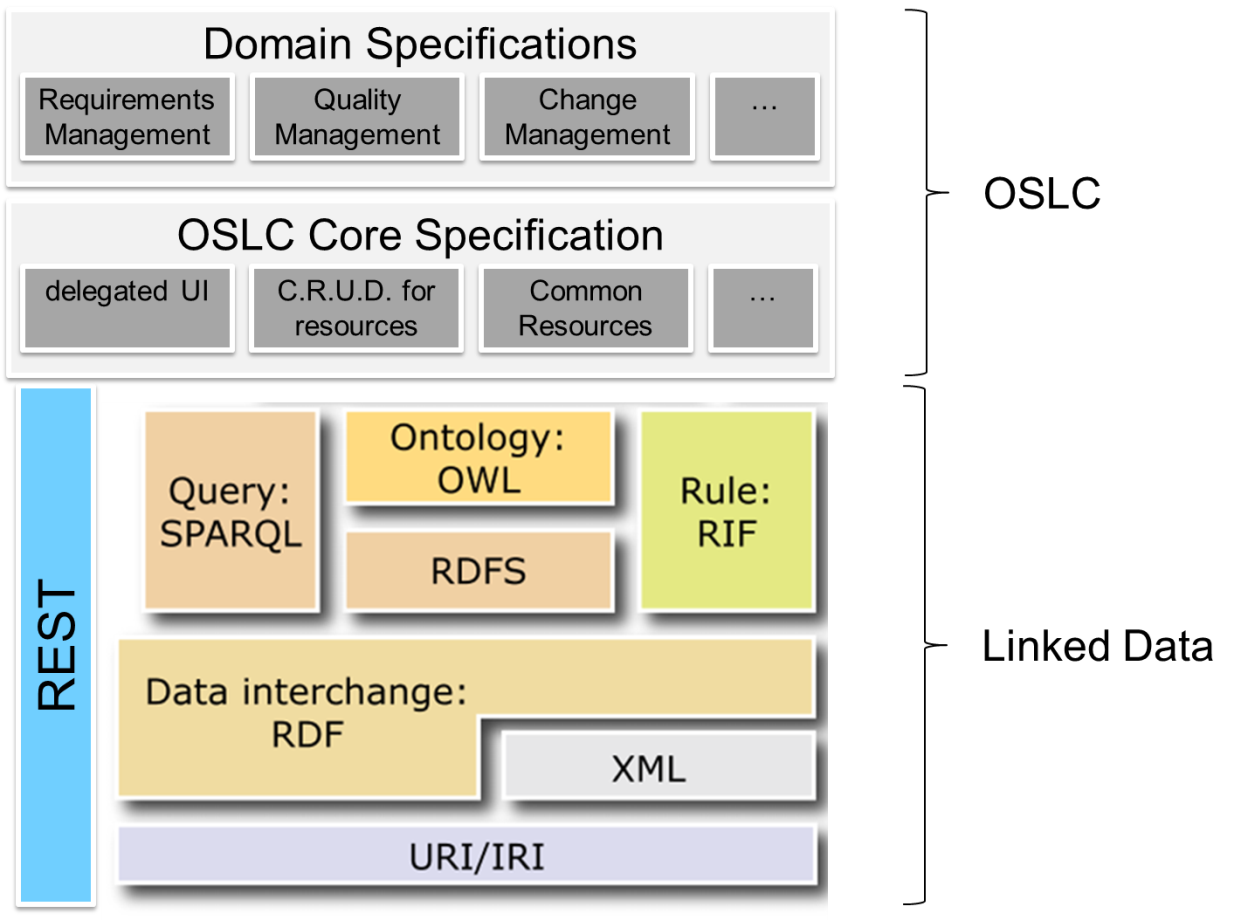 Domain Specifications
Requirements
Management
Quality
Management
Change
Management
...
OSLC
OSLC Core Specification
delegated UI
C.R.U.D. for
resources
Common
Resources
...
REST
Query:
SPARQL
Ontology:
OWL
RDFS
Rule:
RIF
Linked Data
Data interchange:
RDF
XML
URI/IRI